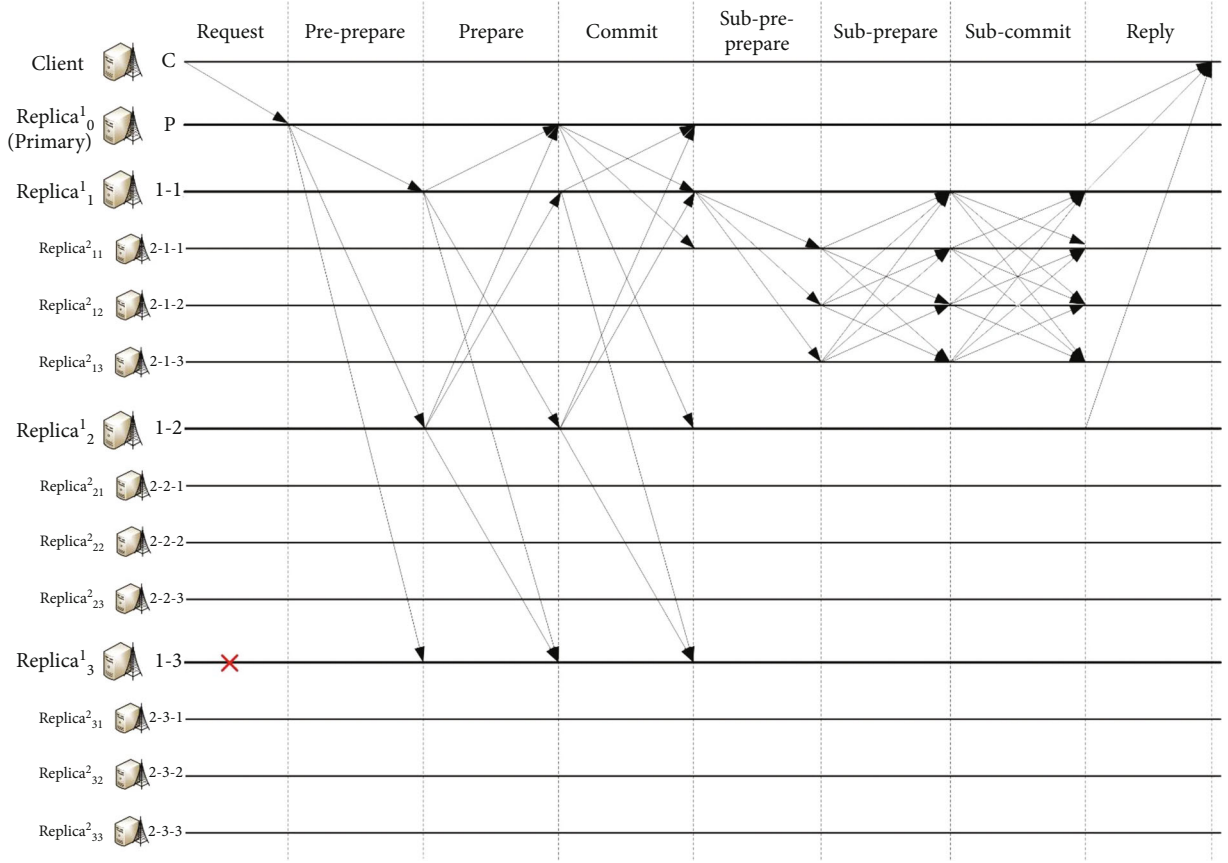 Request Pre-prepare Prepare Commit Sub-pre-
prepare Sub-prepare Sub-commit Reply
Client C
Replica¹₀ P
(Primary)
Replica¹₁ 1-1
Replica²₁₁ 2-1-1
Replica²₁₂ 2-1-2
Replica²₁₃ 2-1-3
Replica¹₂ 1-2
Replica²₂₁ 2-2-1
Replica²₂₂ 2-2-2
Replica²₂₃ 2-2-3
Replica¹₃ 1-3
Replica²₃₁ 2-3-1
Replica²₃₂ 2-3-2
Replica²₃₃ 2-3-3